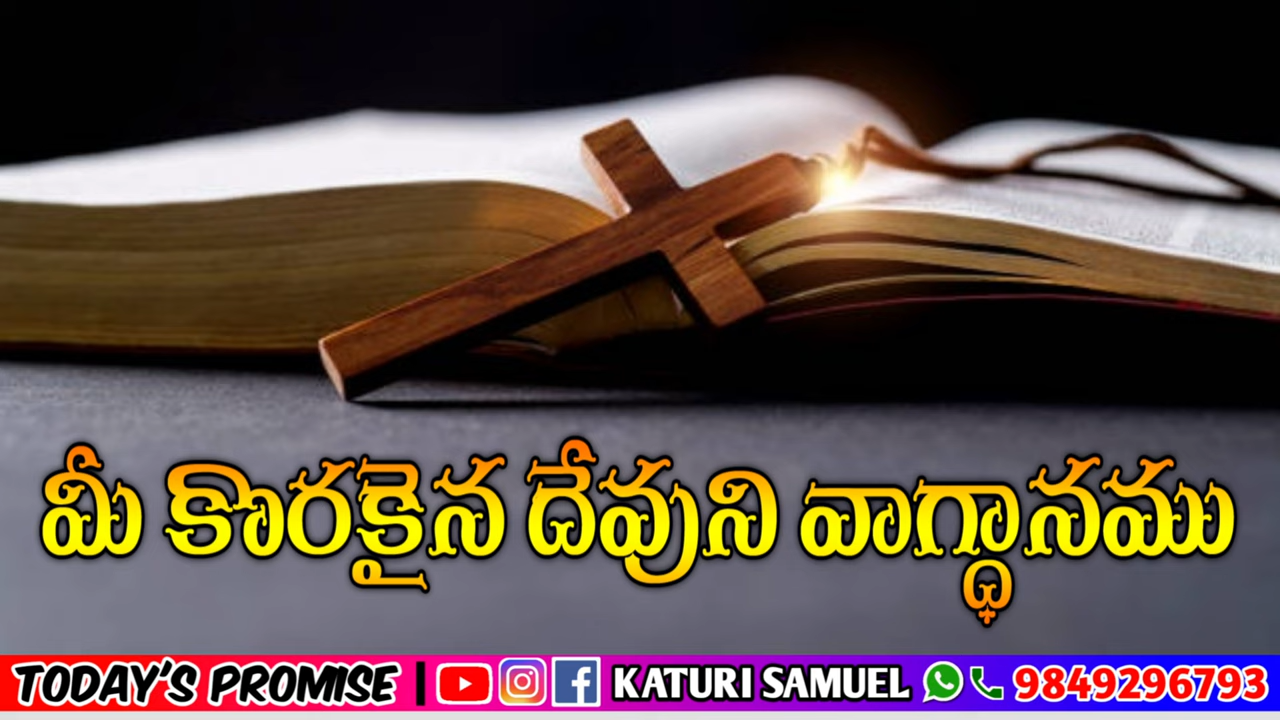 మీ కొరకైన దేవుని వాగ్ధానము
TODAY'S PROMISE | KATURI SAMUEL 9849296793